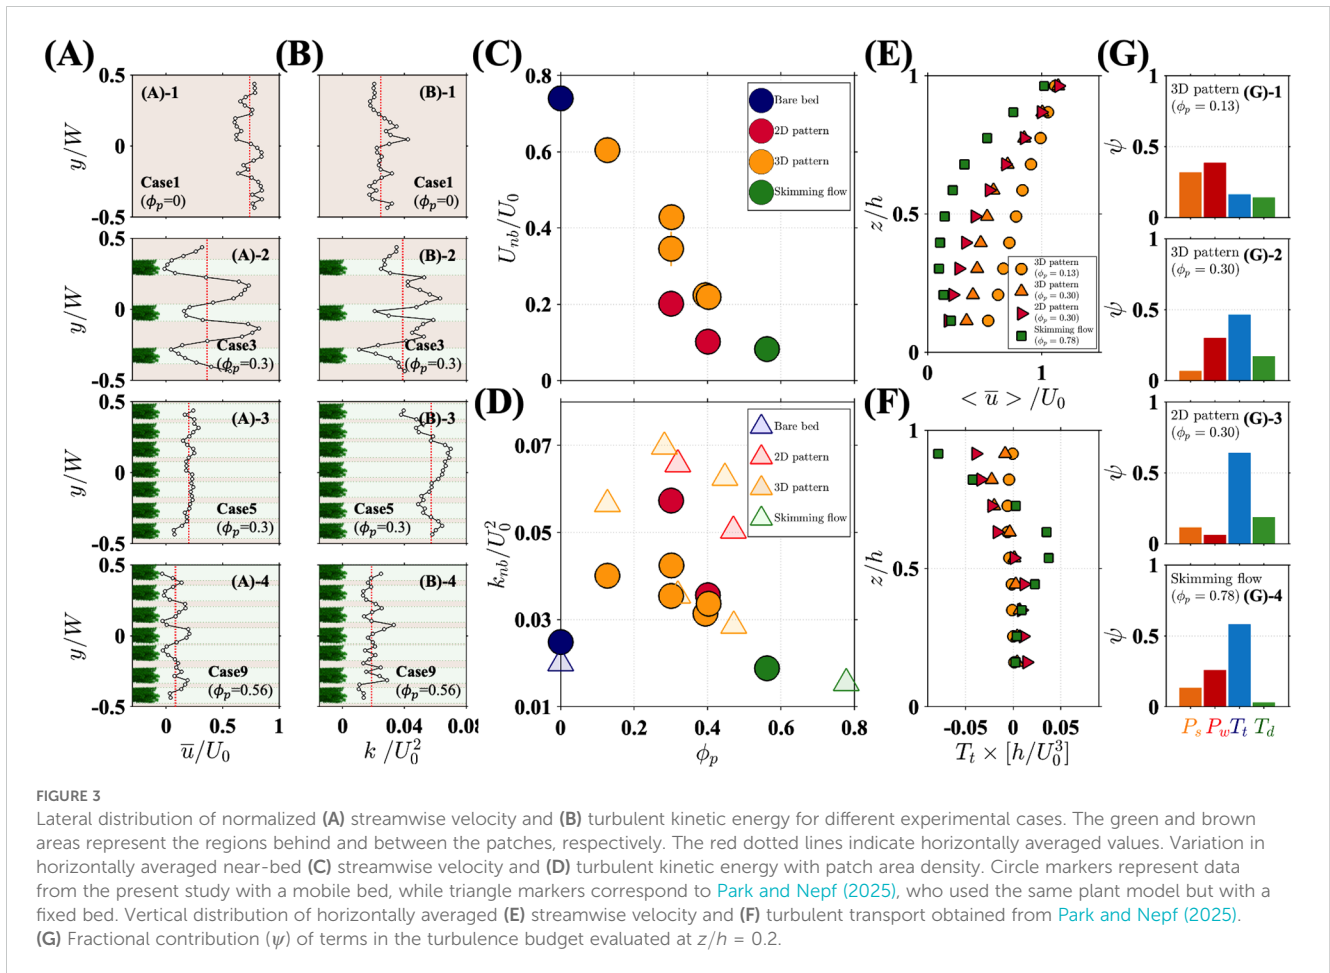 (A)
(B)
(C)
(D)
(E)
(F)
(G)
0.5
0
-0.5
y/W
(A)-1
Case1
(ϕp=0)
(B)-1
Case1
(ϕp=0)
0.5
0
-0.5
y/W
(A)-2
Case3
(ϕp=0.3)
(B)-2
Case3
(ϕp=0.3)
0.5
0
-0.5
y/W
(A)-3
Case5
(ϕp=0.3)
(B)-3
Case5
(ϕp=0.3)
0.5
0
-0.5
y/W
(A)-4
Case9
(ϕp=0.56)
(B)-4
Case9
(ϕp=0.56)
0 0.5 1
u̅/U0
0 0.04 0.08
k /U0²
0.8
0.6
0.4
0.2
0
Unb/U0
Bare bed
2D pattern
3D pattern
Skimming flow
0.07
0.05
0.03
0.01
knb/U0²
Bare bed
2D pattern
3D pattern
Skimming flow
0 0.2 0.4 0.6 0.8
ϕp
1
0.5
0
z/h
3D pattern
(ϕp = 0.13)
3D pattern
(ϕp = 0.30)
2D pattern
(ϕp = 0.30)
Skimming flow
(ϕp = 0.78)
0 1
< u̅ > /U0
1
0.5
0
z/h
-0.05 0 0.05
Tt × [h/U0³]
1
0.5
0
ψ
3D pattern (G)-1
(ϕp = 0.13)
1
0.5
0
ψ
3D pattern
(ϕp = 0.30) (G)-2
1
0.5
0
ψ
2D pattern (G)-3
(ϕp = 0.30)
1
0.5
0
ψ
Skimming flow
(ϕp = 0.78) (G)-4
Ps Pw Tt Td
FIGURE 3
Lateral distribution of normalized (A) streamwise velocity and (B) turbulent kinetic energy for different experimental cases. The green and brown
areas represent the regions behind and between the patches, respectively. The red dotted lines indicate horizontally averaged values. Variation in
horizontally averaged near-bed (C) streamwise velocity and (D) turbulent kinetic energy with patch area density. Circle markers represent data
from the present study with a mobile bed, while triangle markers correspond to Park and Nepf (2025), who used the same plant model but with a
fixed bed. Vertical distribution of horizontally averaged (E) streamwise velocity and (F) turbulent transport obtained from Park and Nepf (2025).
(G) Fractional contribution (ψ) of terms in the turbulence budget evaluated at z/h = 0.2.